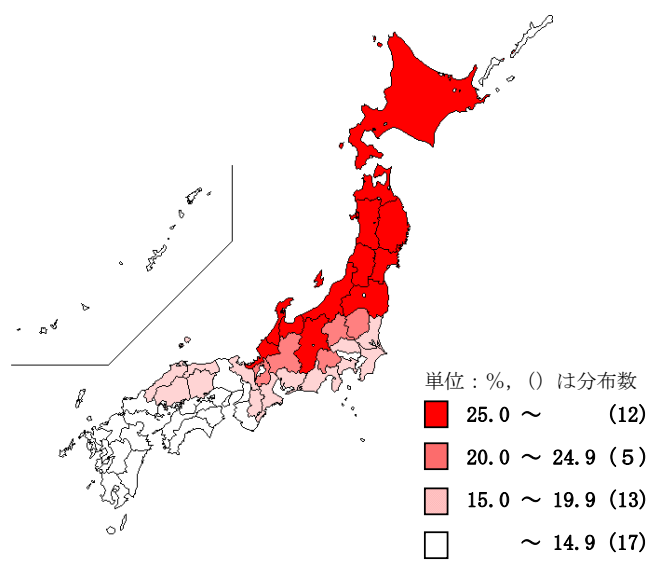 単位：％，（）は分布数
25.0 ～ (12)
20.0 ～ 24.9 (５)
15.0 ～ 19.9 (13)
～ 14.9 (17)